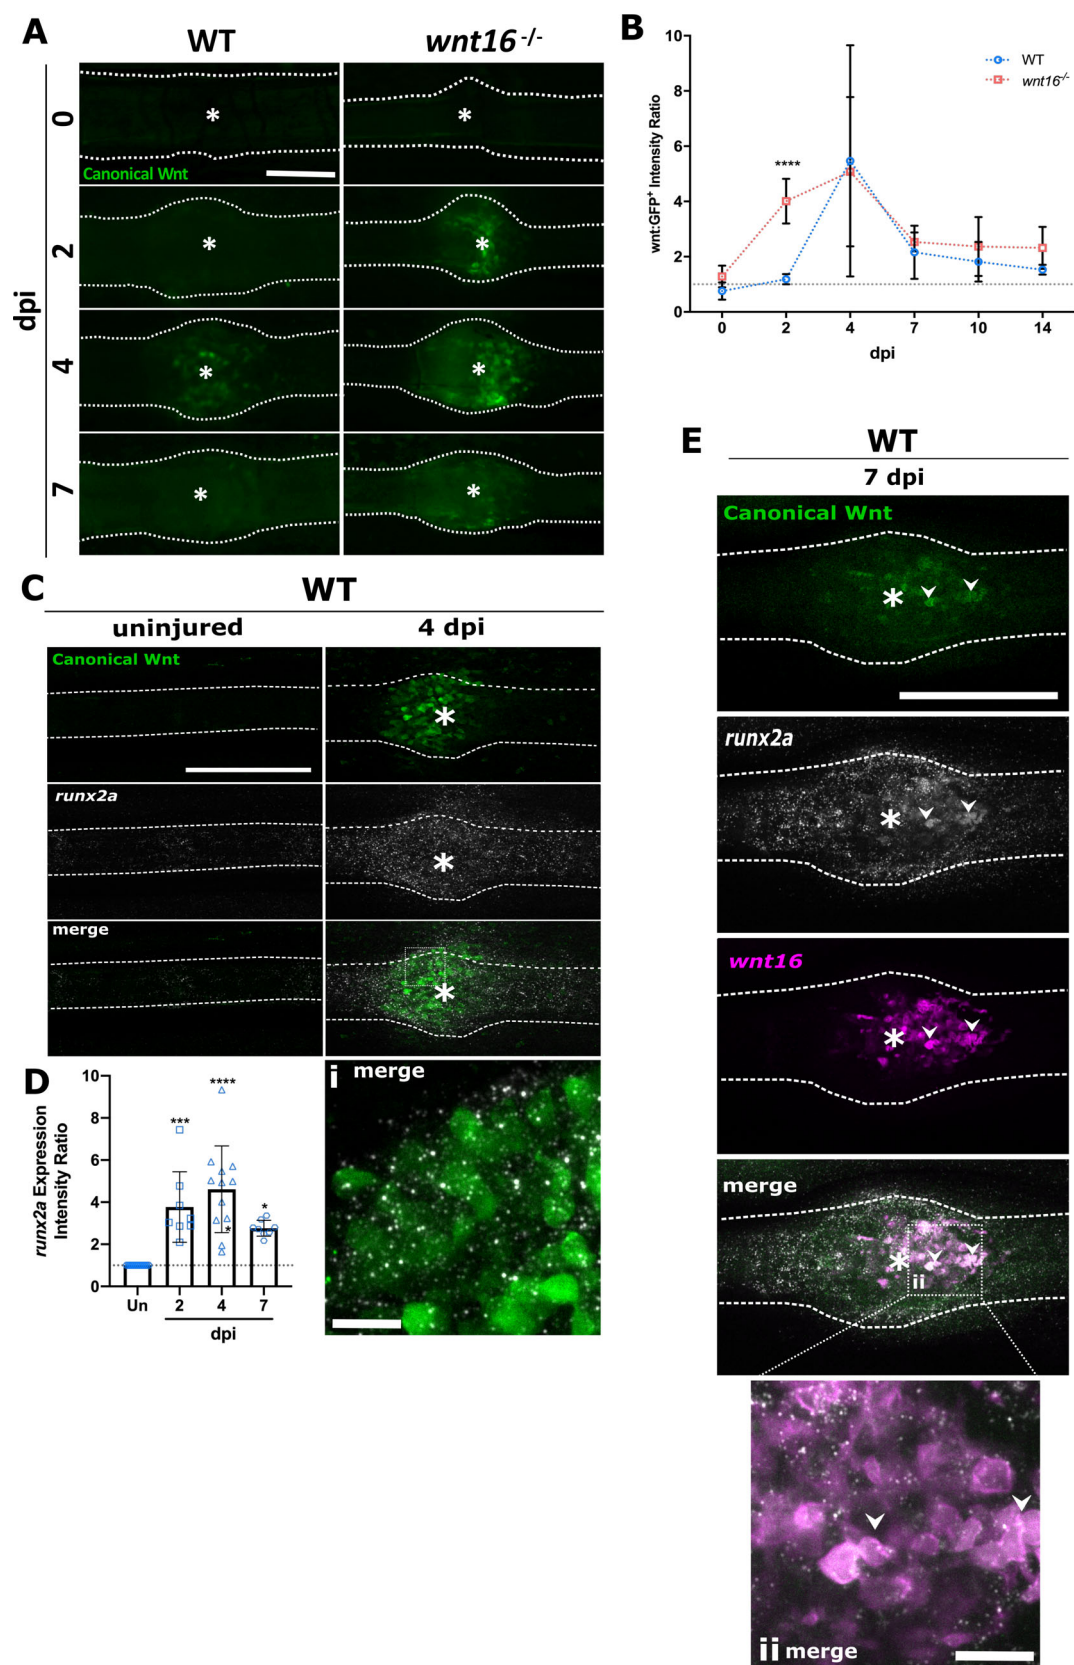 A
WT
wnt16 -/-
dpi
0
Canonical Wnt
*
*
2
*
*
4
*
*
7
*
*
B
wnt:GFP+ Intensity Ratio
10
8
6
4
2
0
****
WT
wnt16-/-
0 2 4 7 10 14
dpi
C
WT
uninjured
4 dpi
Canonical Wnt
*
runx2a
*
merge
*
i merge
D
runx2a Expression
Intensity Ratio
10
8
6
4
2
0
***
****
*
*
Un 2 4 7
dpi
E
WT
7 dpi
Canonical Wnt
*
runx2a
*
wnt16
*
merge
*
ii
ii merge